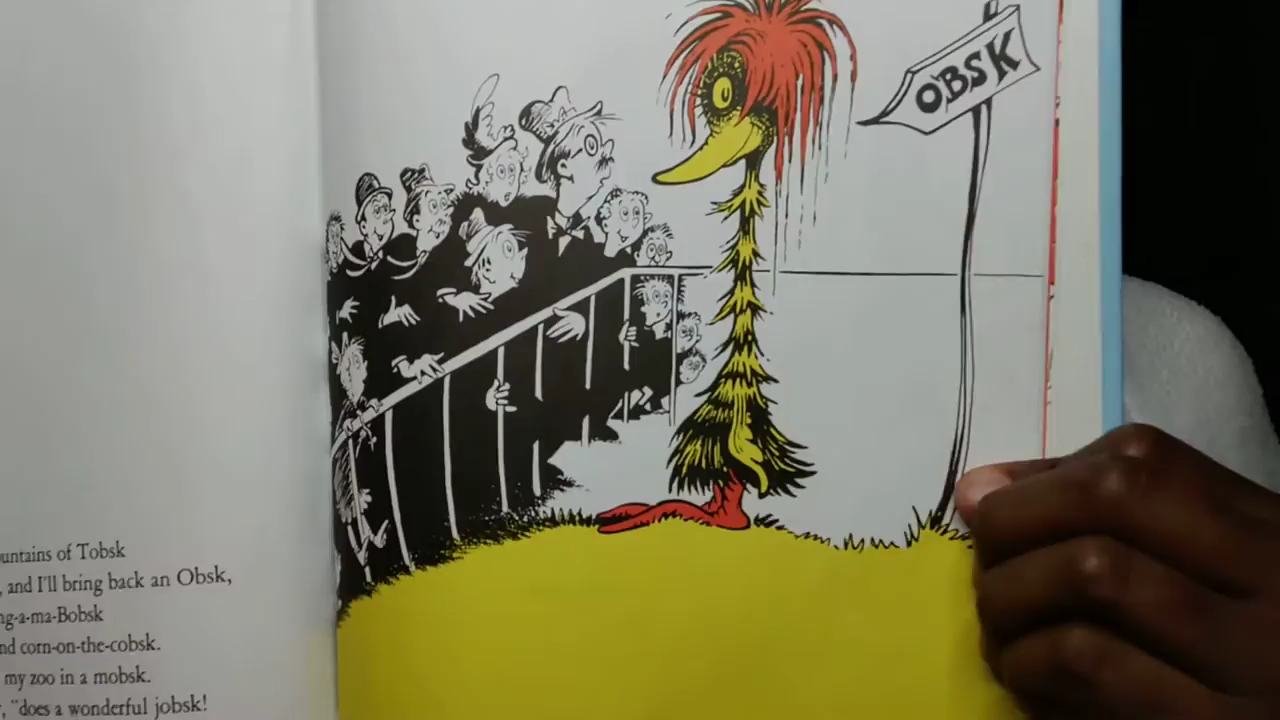 untains of Tobsk
, and I'll bring back an Obsk,
ng-a-ma-Bobsk
nd corn-on-the-cobsk.
my zoo in a mobsk.
, "does a wonderful jobsk!
OBSK